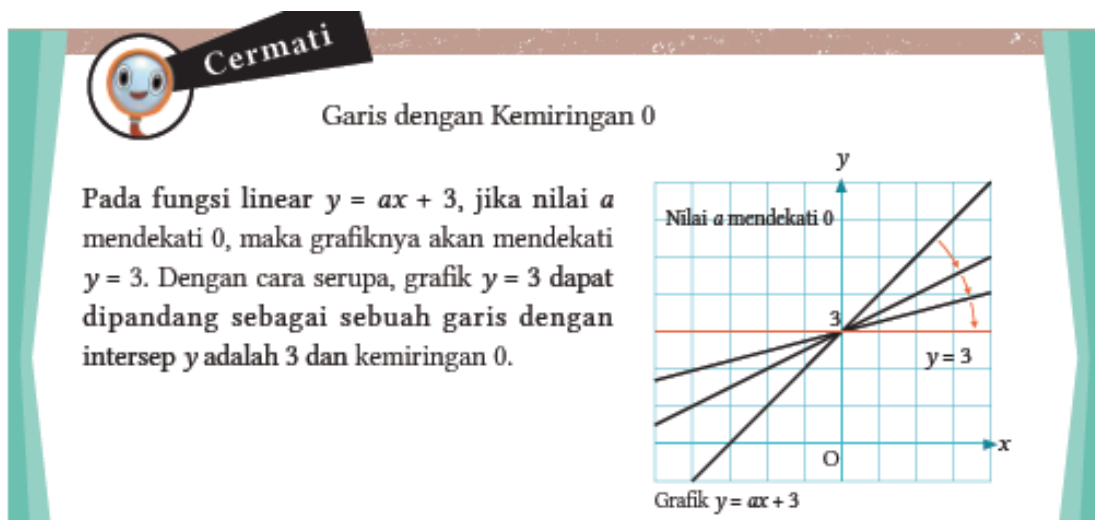 Cermati
Garis dengan Kemiringan 0
Pada fungsi linear y = ax + 3, jika nilai a
mendekati 0, maka grafiknya akan mendekati
y = 3. Dengan cara serupa, grafik y = 3 dapat
dipandang sebagai sebuah garis dengan
intersep y adalah 3 dan kemiringan 0.
y
Nilai a mendekati 0
3
y = 3
x
O
Grafik y = ax + 3